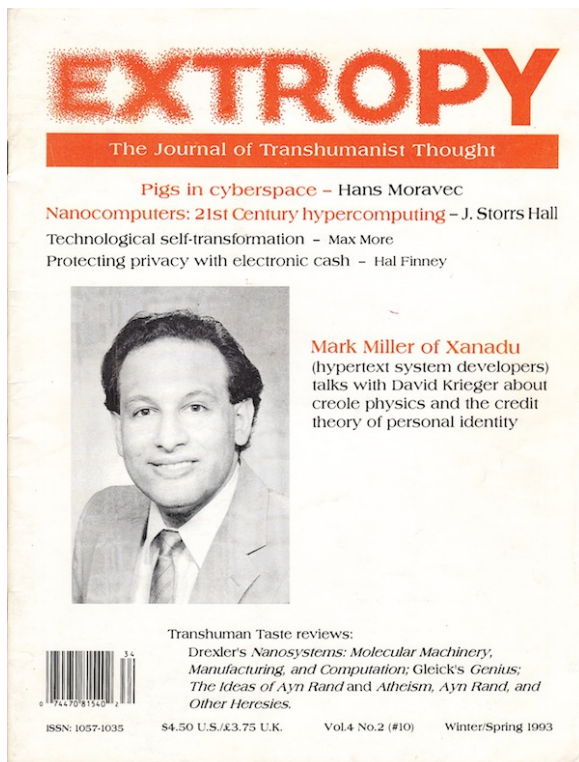 EXTROPY
The Journal of Transhumanist Thought
Pigs in cyberspace – Hans Moravec
Nanocomputers: 21st Century hypercomputing – J. Storrs Hall
Technological self-transformation – Max More
Protecting privacy with electronic cash – Hal Finney
Mark Miller of Xanadu
(hypertext system developers)
talks with David Krieger about
creole physics and the credit
theory of personal identity
Transhuman Taste reviews:
Drexler's Nanosystems: Molecular Machinery,
Manufacturing, and Computation; Gleick's Genius;
The Ideas of Ayn Rand and Atheism, Ayn Rand, and
Other Heresies.
34
0 74470 81540 2
ISSN: 1057-1035 $4.50 U.S./£3.75 U.K. Vol.4 No.2 (#10) Winter/Spring 1993